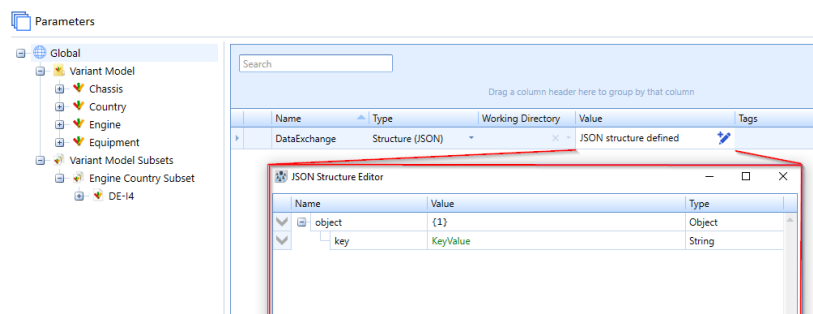 Parameters
Global
Variant Model
Chassis
Country
Engine
Equipment
Variant Model Subsets
Engine Country Subset
DE-I4
Search
Drag a column header here to group by that column
Name Type Working Directory Value Tags
DataExchange Structure (JSON) JSON structure defined
JSON Structure Editor
Name Value Type
object {1} Object
key KeyValue String